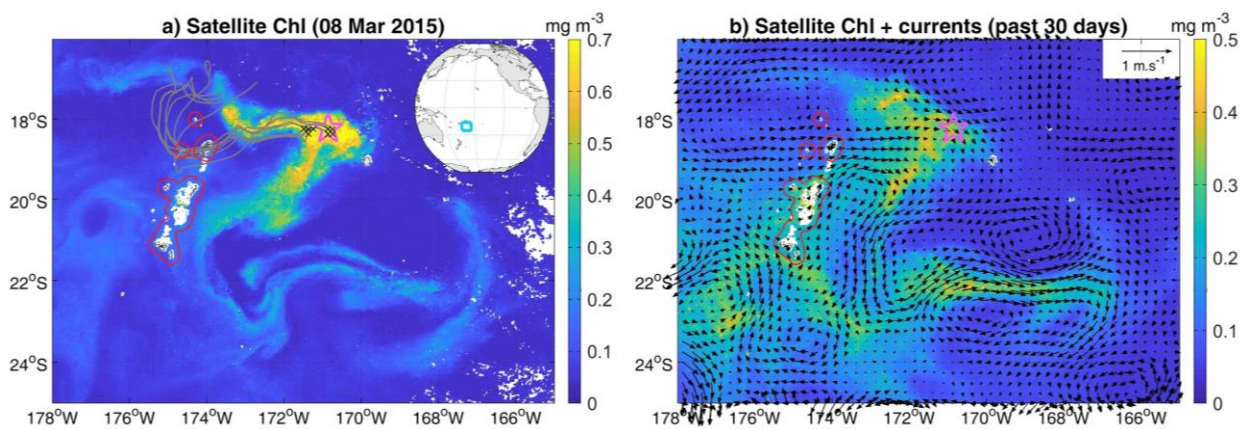 a) Satellite Chl (08 Mar 2015)
mg m-3
0.7
0.6
0.5
0.4
0.3
0.2
0.1
0
18°S
20°S
22°S
24°S
178°W
176°W
174°W
172°W
170°W
168°W
166°W
b) Satellite Chl + currents (past 30 days)
mg m-3
1 m.s-1
0.5
0.4
0.3
0.2
0.1
0
18°S
20°S
22°S
24°S
178°W
176°W
174°W
172°W
170°W
168°W
166°W